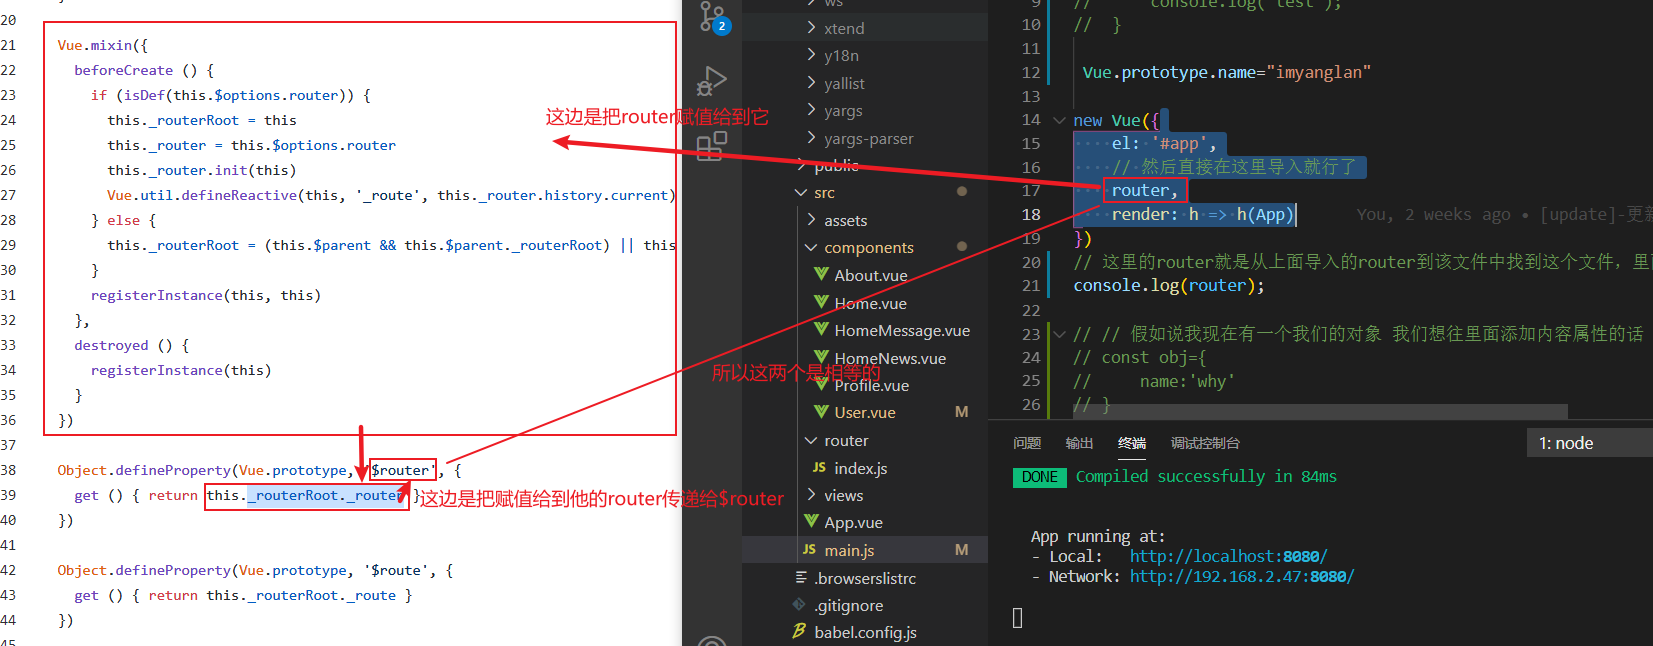 20
21 Vue.mixin({
22 beforeCreate () {
23 if (isDef(this.$options.router)) {
24 this._routerRoot = this
25 this._router = this.$options.router
26 this._router.init(this)
27 Vue.util.defineReactive(this, '_route', this._router.history.current)
28 } else {
29 this._routerRoot = (this.$parent && this.$parent._routerRoot) || this
30 }
31 registerInstance(this, this)
32 },
33 destroyed () {
34 registerInstance(this)
35 }
36 })
37
38 Object.defineProperty(Vue.prototype, '$router', {
39 get () { return this._routerRoot._router }
40 })
41
42 Object.defineProperty(Vue.prototype, '$route', {
43 get () { return this._routerRoot._route }
44 })
45
这边是把router赋值给到它
所以这两个是相等的
这边是把赋值给到他的router传递给$router
2
ws
xtend
y18n
yallist
yargs
yargs-parser
public
src
assets
components
About.vue
Home.vue
HomeMessage.vue
HomeNews.vue
Profile.vue
User.vue M
router
JS index.js
views
App.vue
JS main.js M
.browserslistrc
.gitignore
babel.config.js
9 // console.log('test');
10 // }
11
12 Vue.prototype.name="imyanglan"
13
14 new Vue({
15 el: '#app',
16 // 然后直接在这里导入就行了
17 router,
18 render: h => h(App) You, 2 weeks ago • [update]-更新
19 })
20 // 这里的router就是从上面导入的router到该文件中找到这个文件，里
21 console.log(router);
22
23 // // 假如说我现在有一个我们的对象 我们想往里面添加内容属性的话
24 // const obj={
25 // name:'why'
26 // }
问题 输出 终端 调试控制台 1: node
DONE Compiled successfully in 84ms
App running at:
- Local: http://localhost:8080/
- Network: http://192.168.2.47:8080/